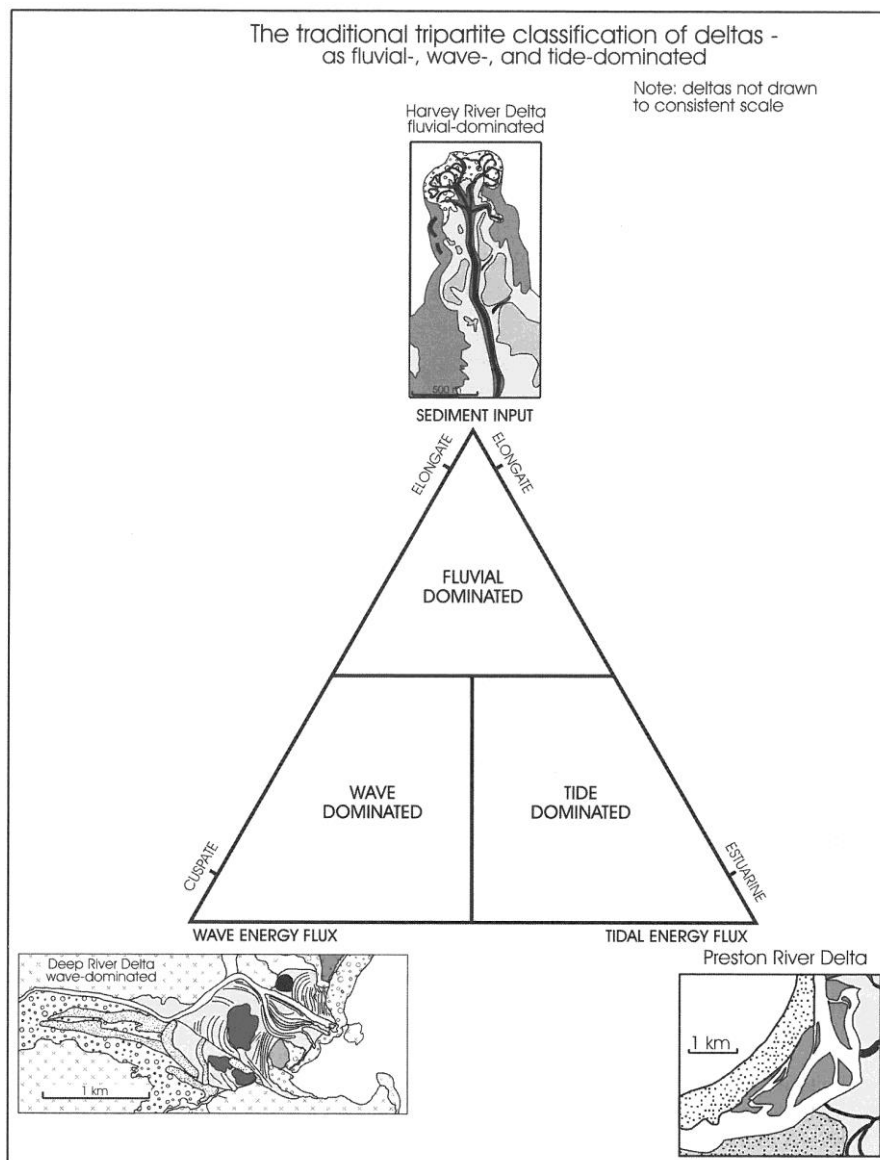 The traditional tripartite classification of deltas -
as fluvial-, wave-, and tide-dominated
Note: deltas not drawn
to consistent scale
Harvey River Delta
fluvial-dominated
SEDIMENT INPUT
ELONGATE
ELONGATE
FLUVIAL
DOMINATED
WAVE
DOMINATED
TIDE
DOMINATED
CUSPATE
ESTUARINE
WAVE ENERGY FLUX
TIDAL ENERGY FLUX
Deep River Delta
wave-dominated
1 km
Preston River Delta
1 km